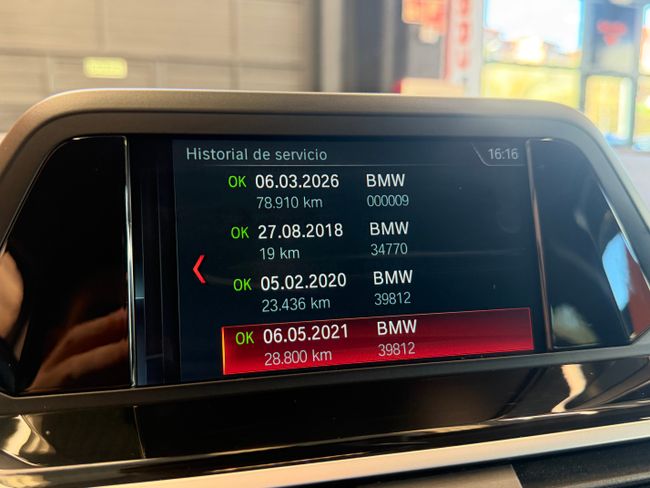 Historial de servicio 16:16
OK 06.03.2026 BMW
78.910 km 000009
OK 27.08.2018 BMW
19 km 34770
OK 05.02.2020 BMW
23.436 km 39812
OK 06.05.2021 BMW
28.800 km 39812